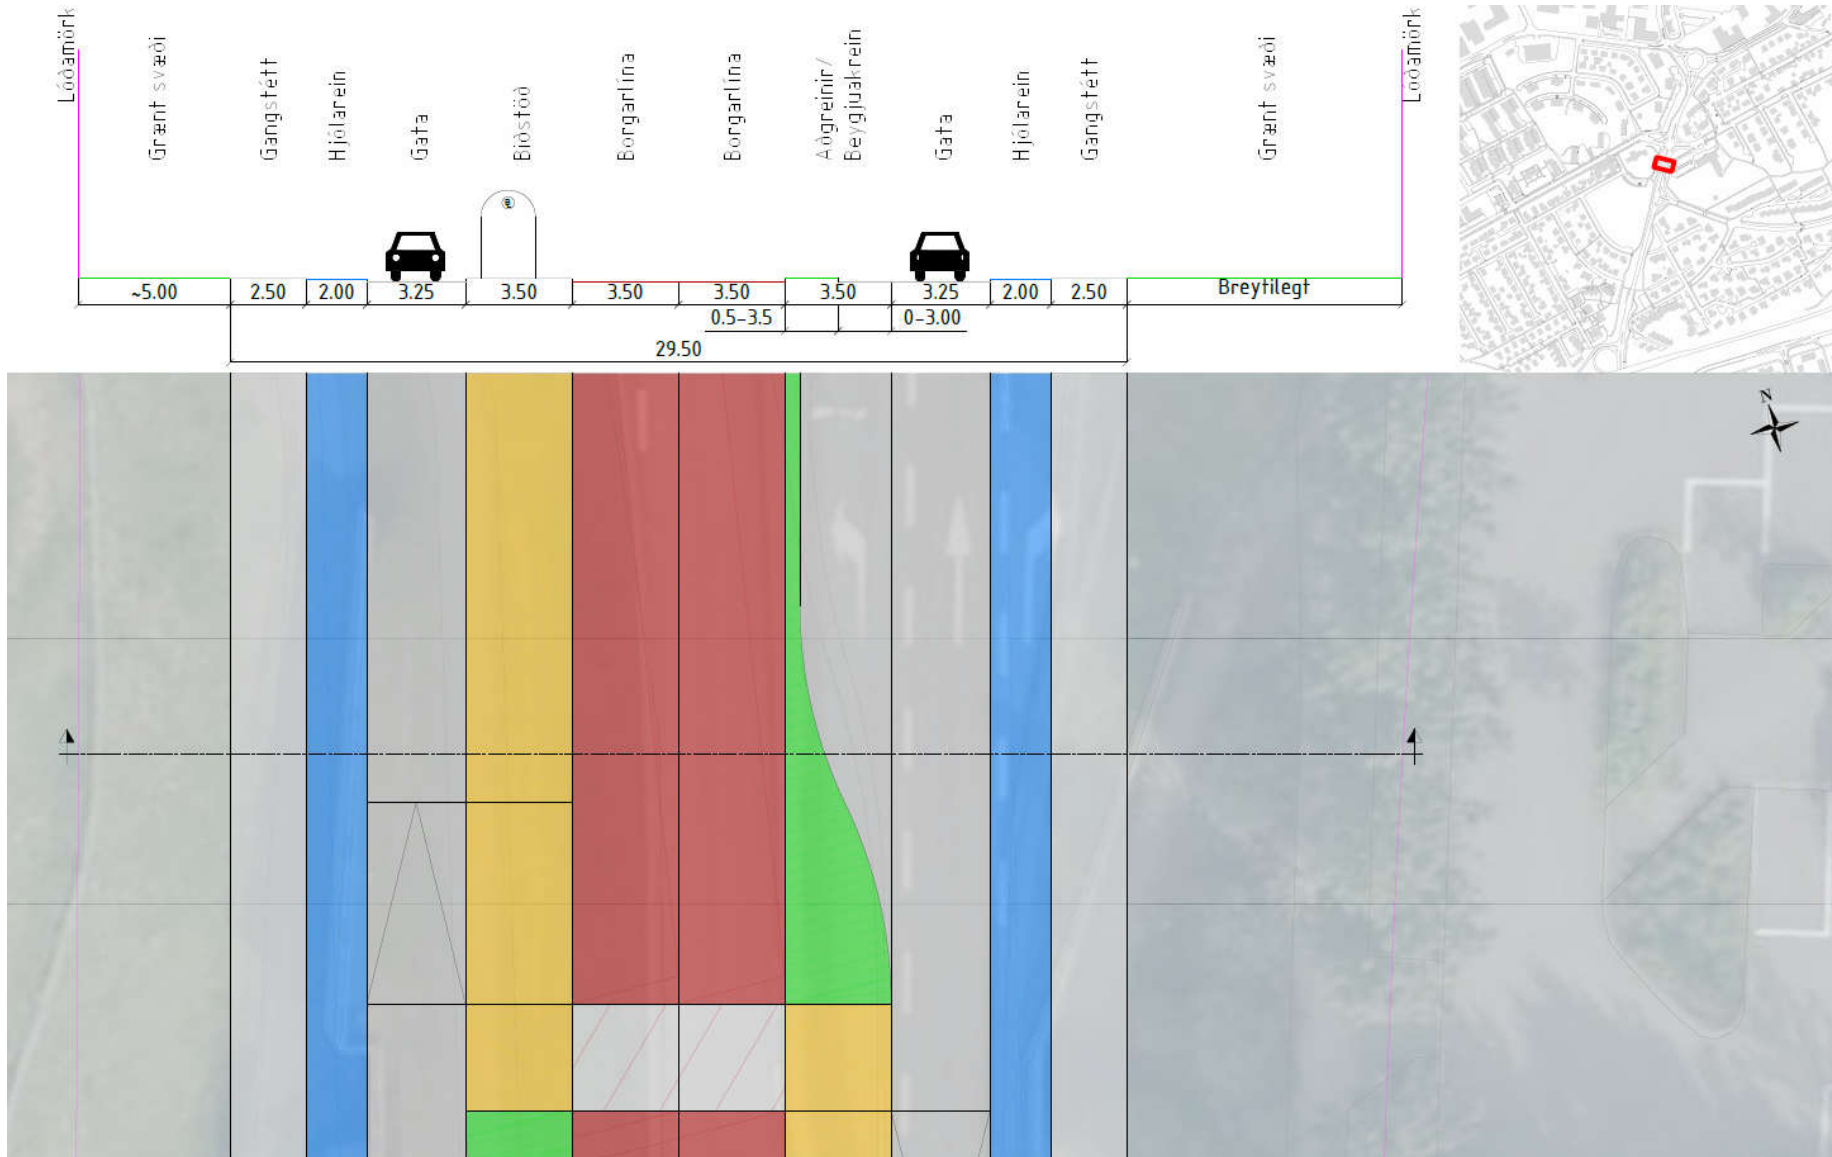 Lóðamörk
Grænt svæði
Gangstétt
Hjólarein
Gata
Biðstöð
Borgarlína
Borgarlína
Aðgreinir/
Beygjuakrein
Gata
Hjólarein
Gangstétt
Grænt svæði
Lóðamörk
~5.00
2.50
2.00
3.25
3.50
3.50
3.50
3.50
3.25
2.00
2.50
Breytilegt
0.5-3.5
0-3.00
29.50
N